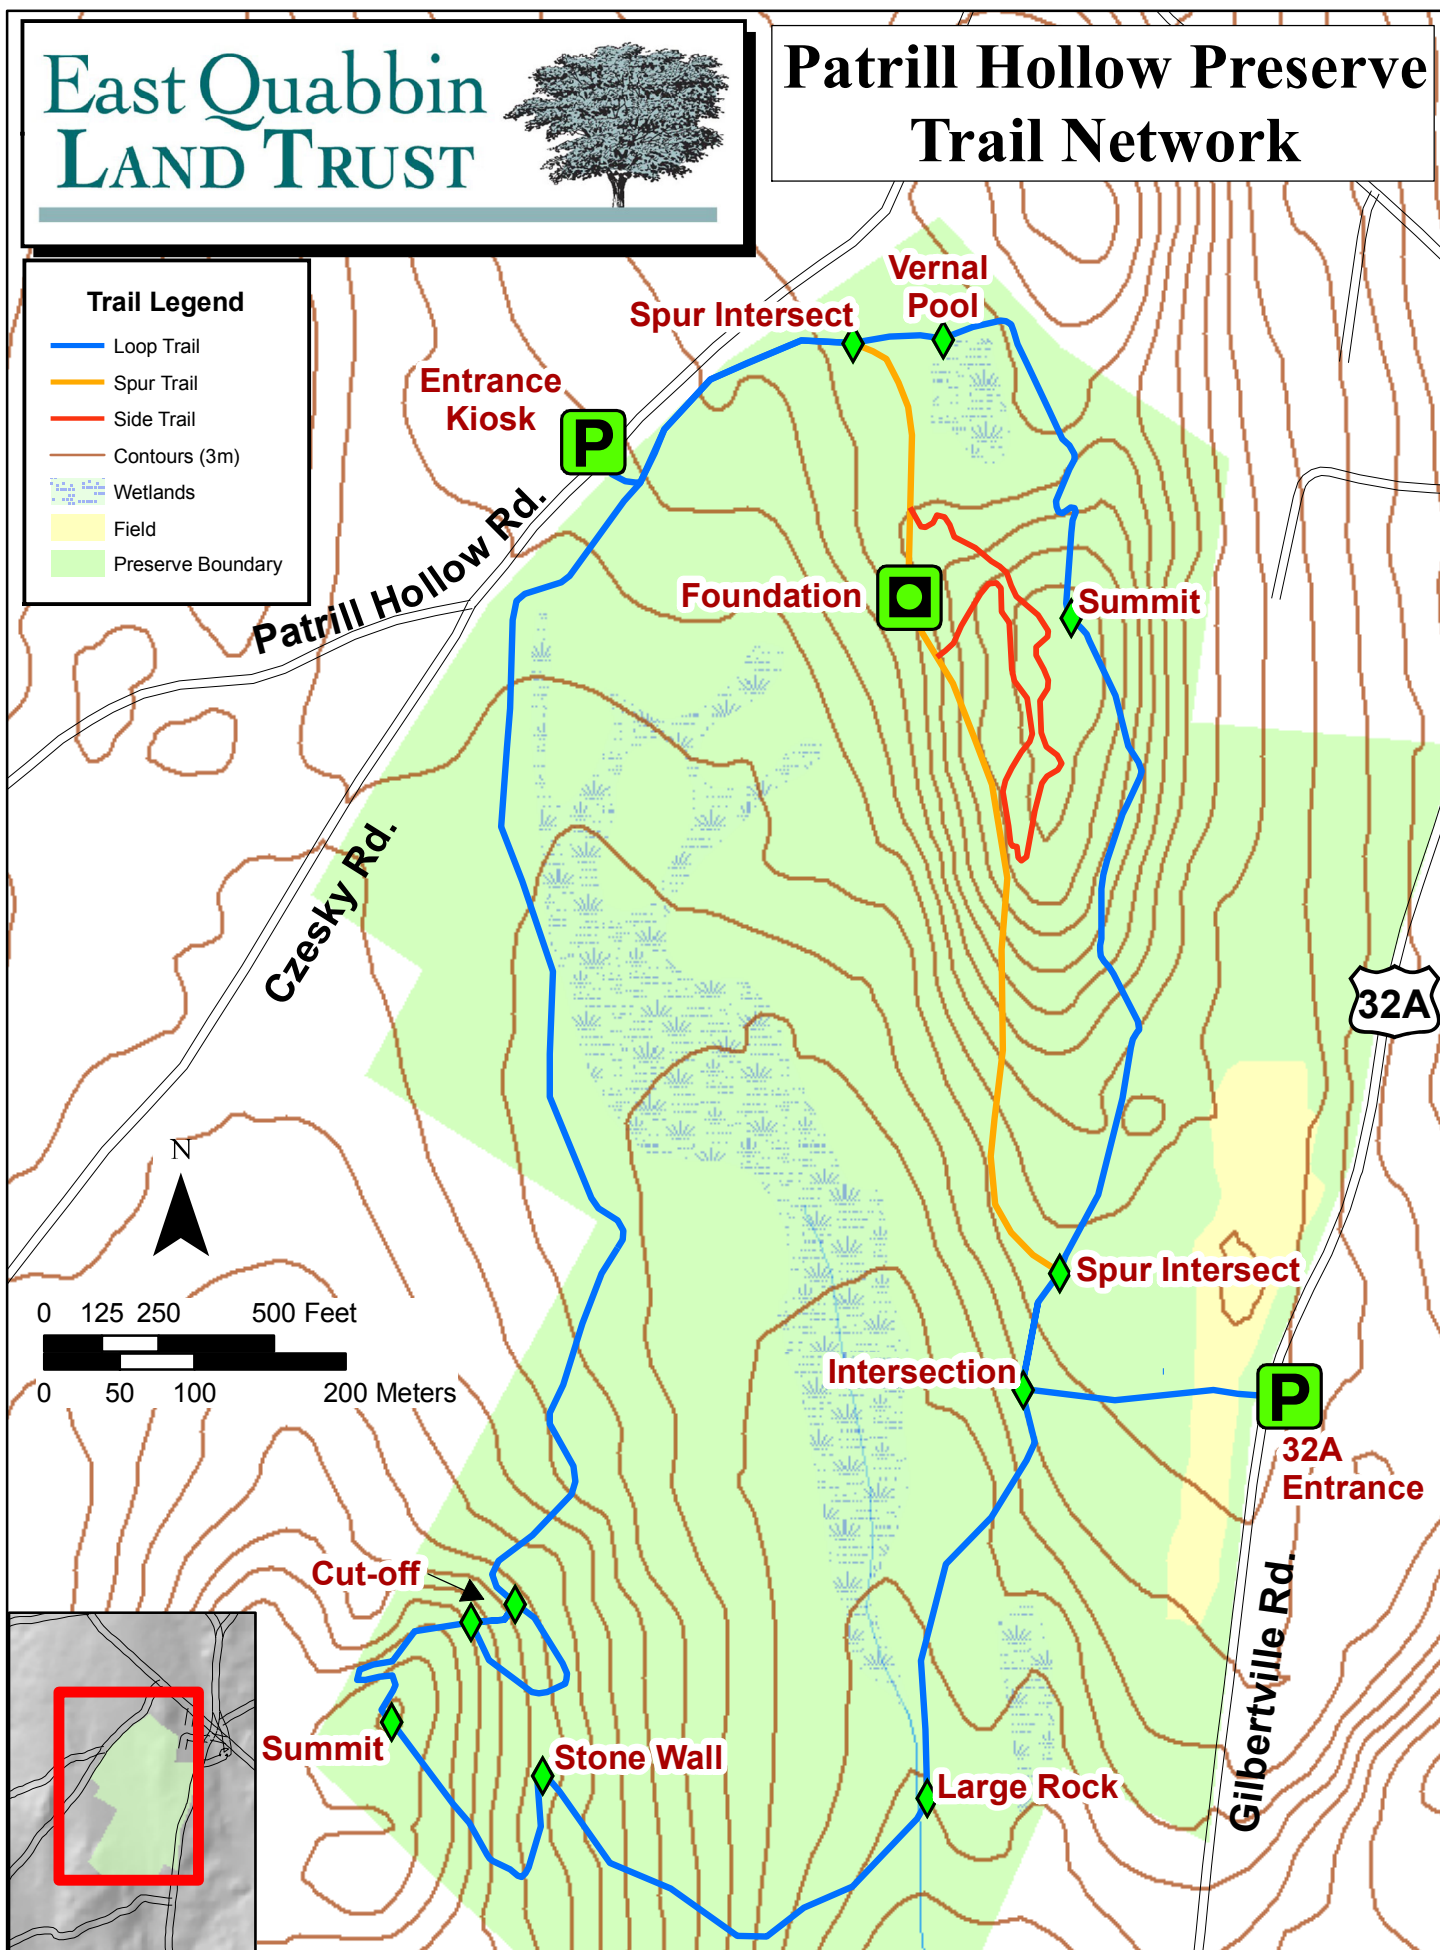 East Quabbin
LAND TRUST
Patrill Hollow Preserve
Trail Network
Trail Legend
Loop Trail
Spur Trail
Side Trail
Contours (3m)
Wetlands
Field
Preserve Boundary
Vernal
Pool
Spur Intersect
Entrance
Kiosk
P
Patrill Hollow Rd.
Foundation
Summit
Czesky Rd.
32A
N
0 125 250 500 Feet
0 50 100 200 Meters
Spur Intersect
Intersection
P
32A
Entrance
Cut-off
Gilbertville Rd.
Summit
Stone Wall
Large Rock